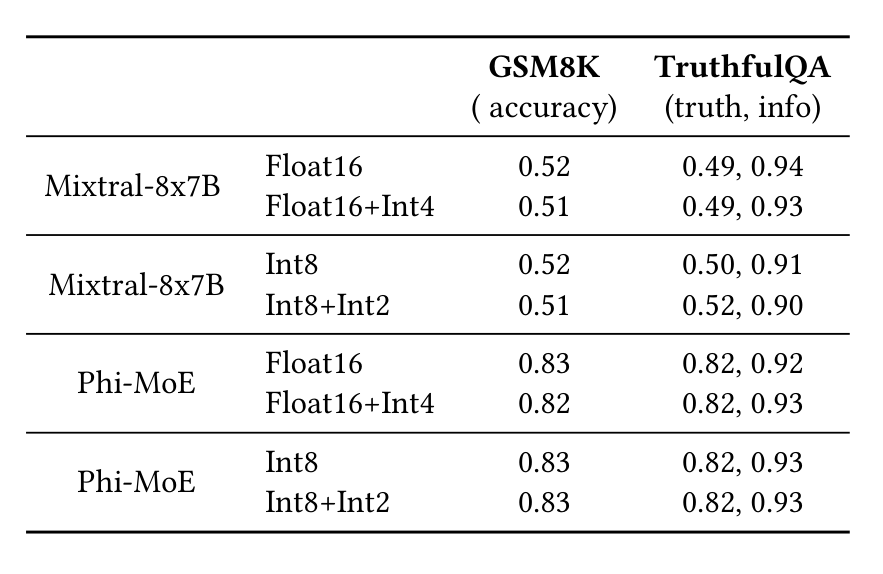 GSM8K TruthfulQA
( accuracy) (truth, info)
Mixtral-8x7B Float16 0.52 0.49, 0.94
Float16+Int4 0.51 0.49, 0.93
Mixtral-8x7B Int8 0.52 0.50, 0.91
Int8+Int2 0.51 0.52, 0.90
Phi-MoE Float16 0.83 0.82, 0.92
Float16+Int4 0.82 0.82, 0.93
Phi-MoE Int8 0.83 0.82, 0.93
Int8+Int2 0.83 0.82, 0.93